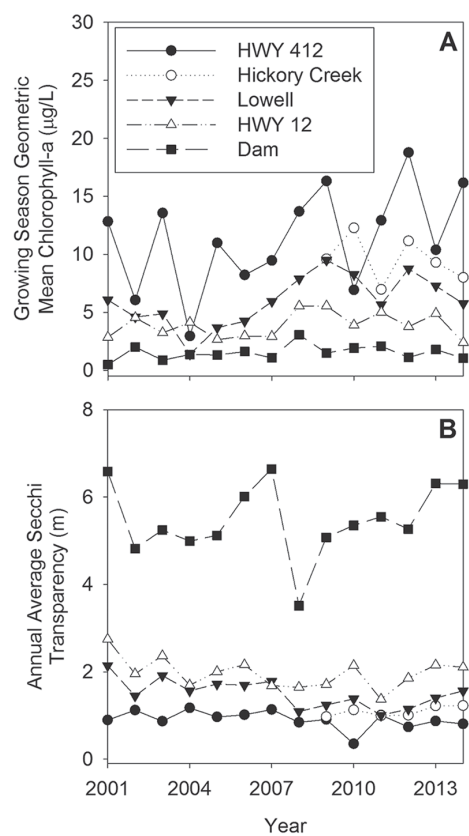 30
25
20
15
10
5
0
Growing Season Geometric
Mean Chlorophyll-a (μg/L)
A
HWY 412
Hickory Creek
Lowell
HWY 12
Dam
8
6
4
2
0
Annual Average Secchi
Transparency (m)
B
2001 2004 2007 2010 2013
Year